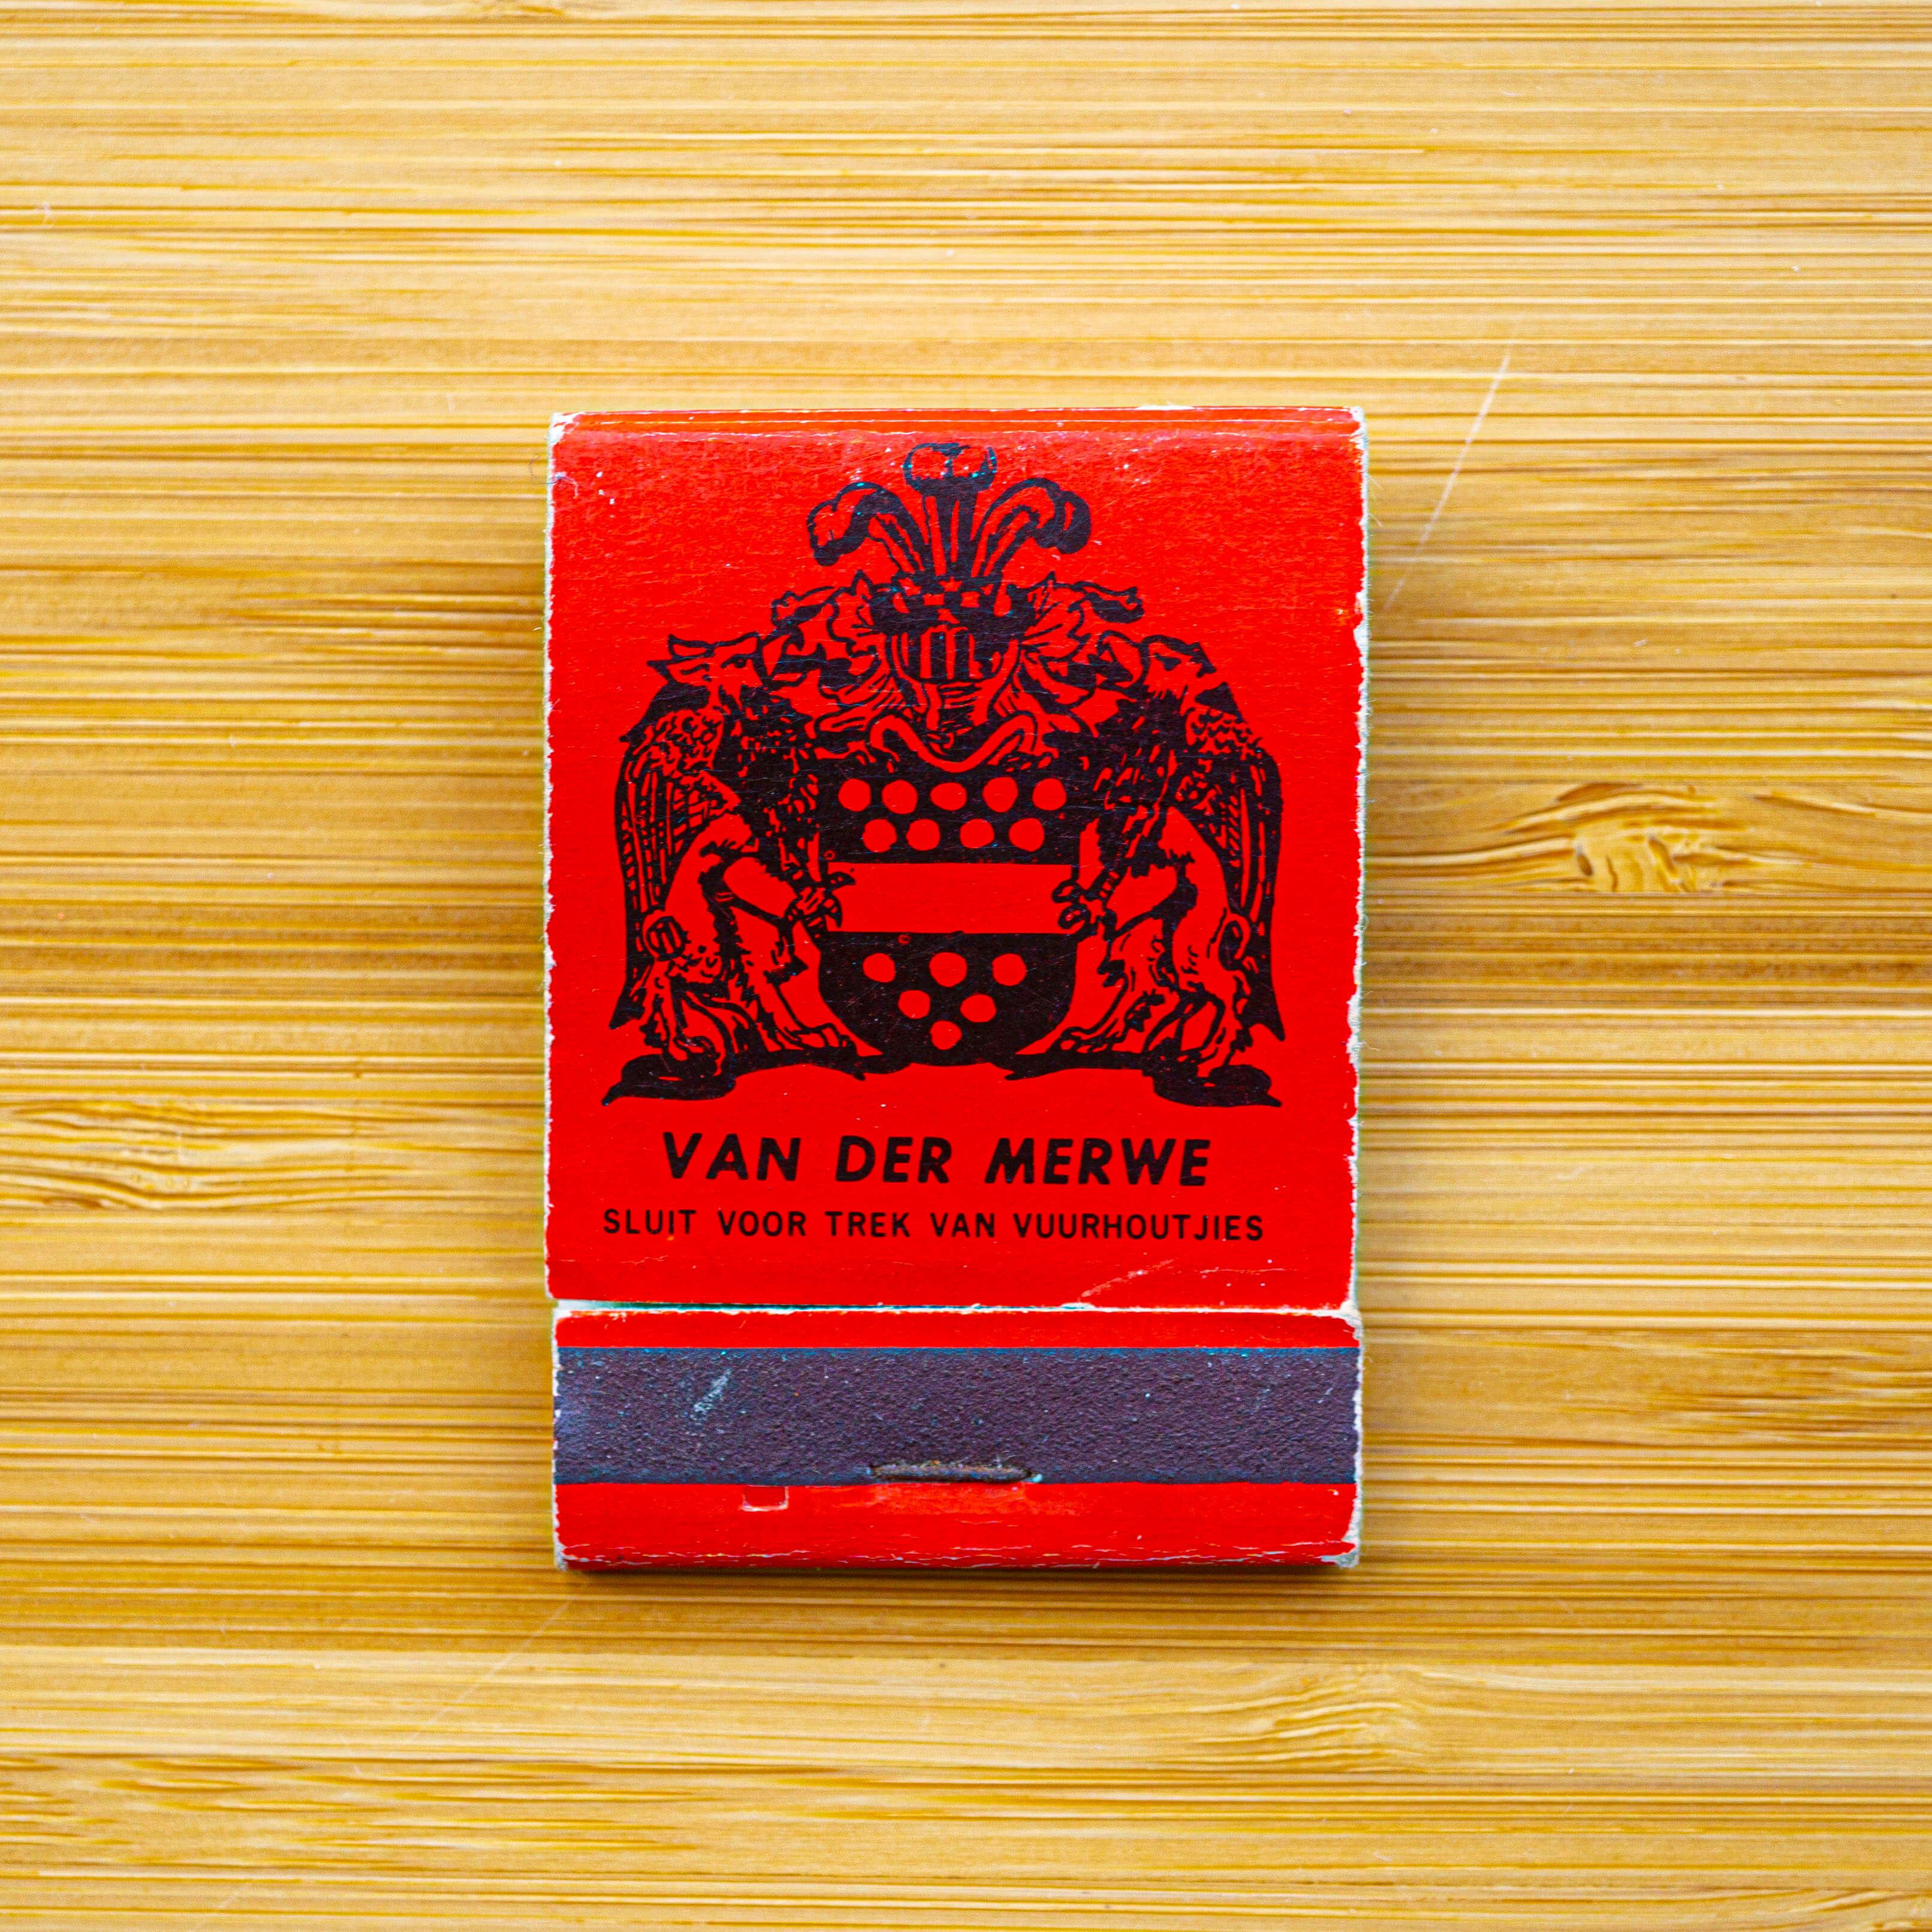 VAN DER MERWE
SLUIT VOOR TREK VAN VUURHOUTJIES